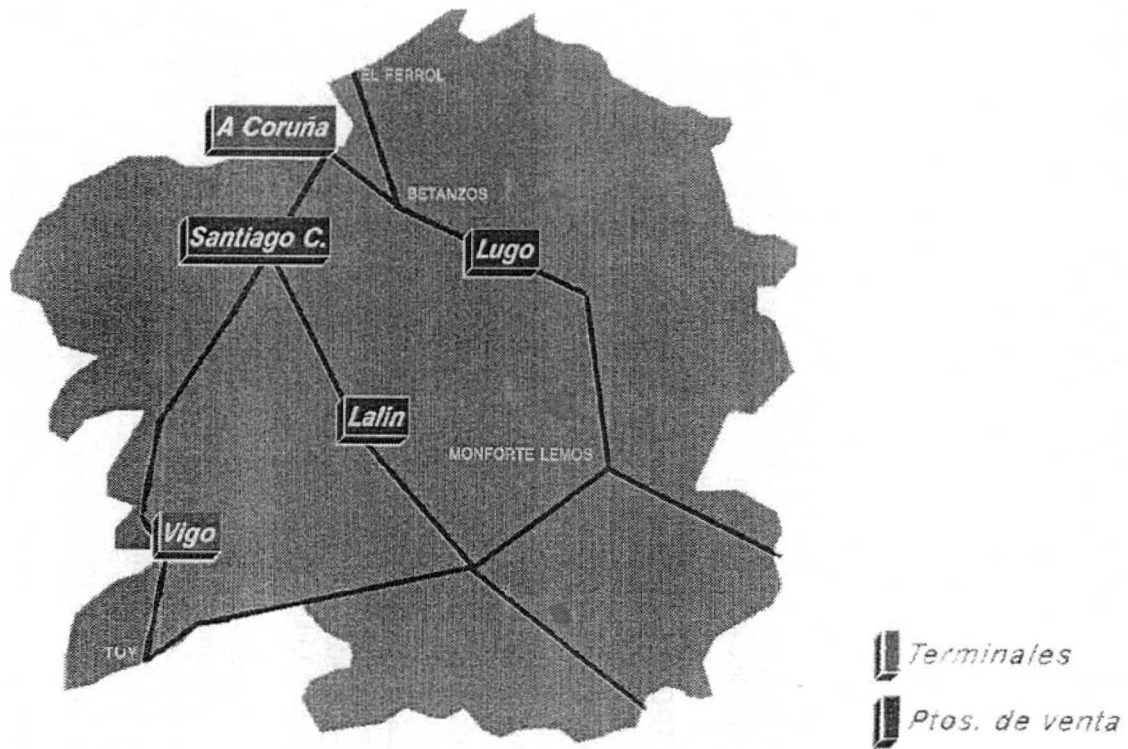 EL FERROL
A Coruña
BETANZOS
Santiago C.
Lugo
Lalín
MONFORTE LEMOS
Vigo
TUY
Terminales
Ptos. de venta